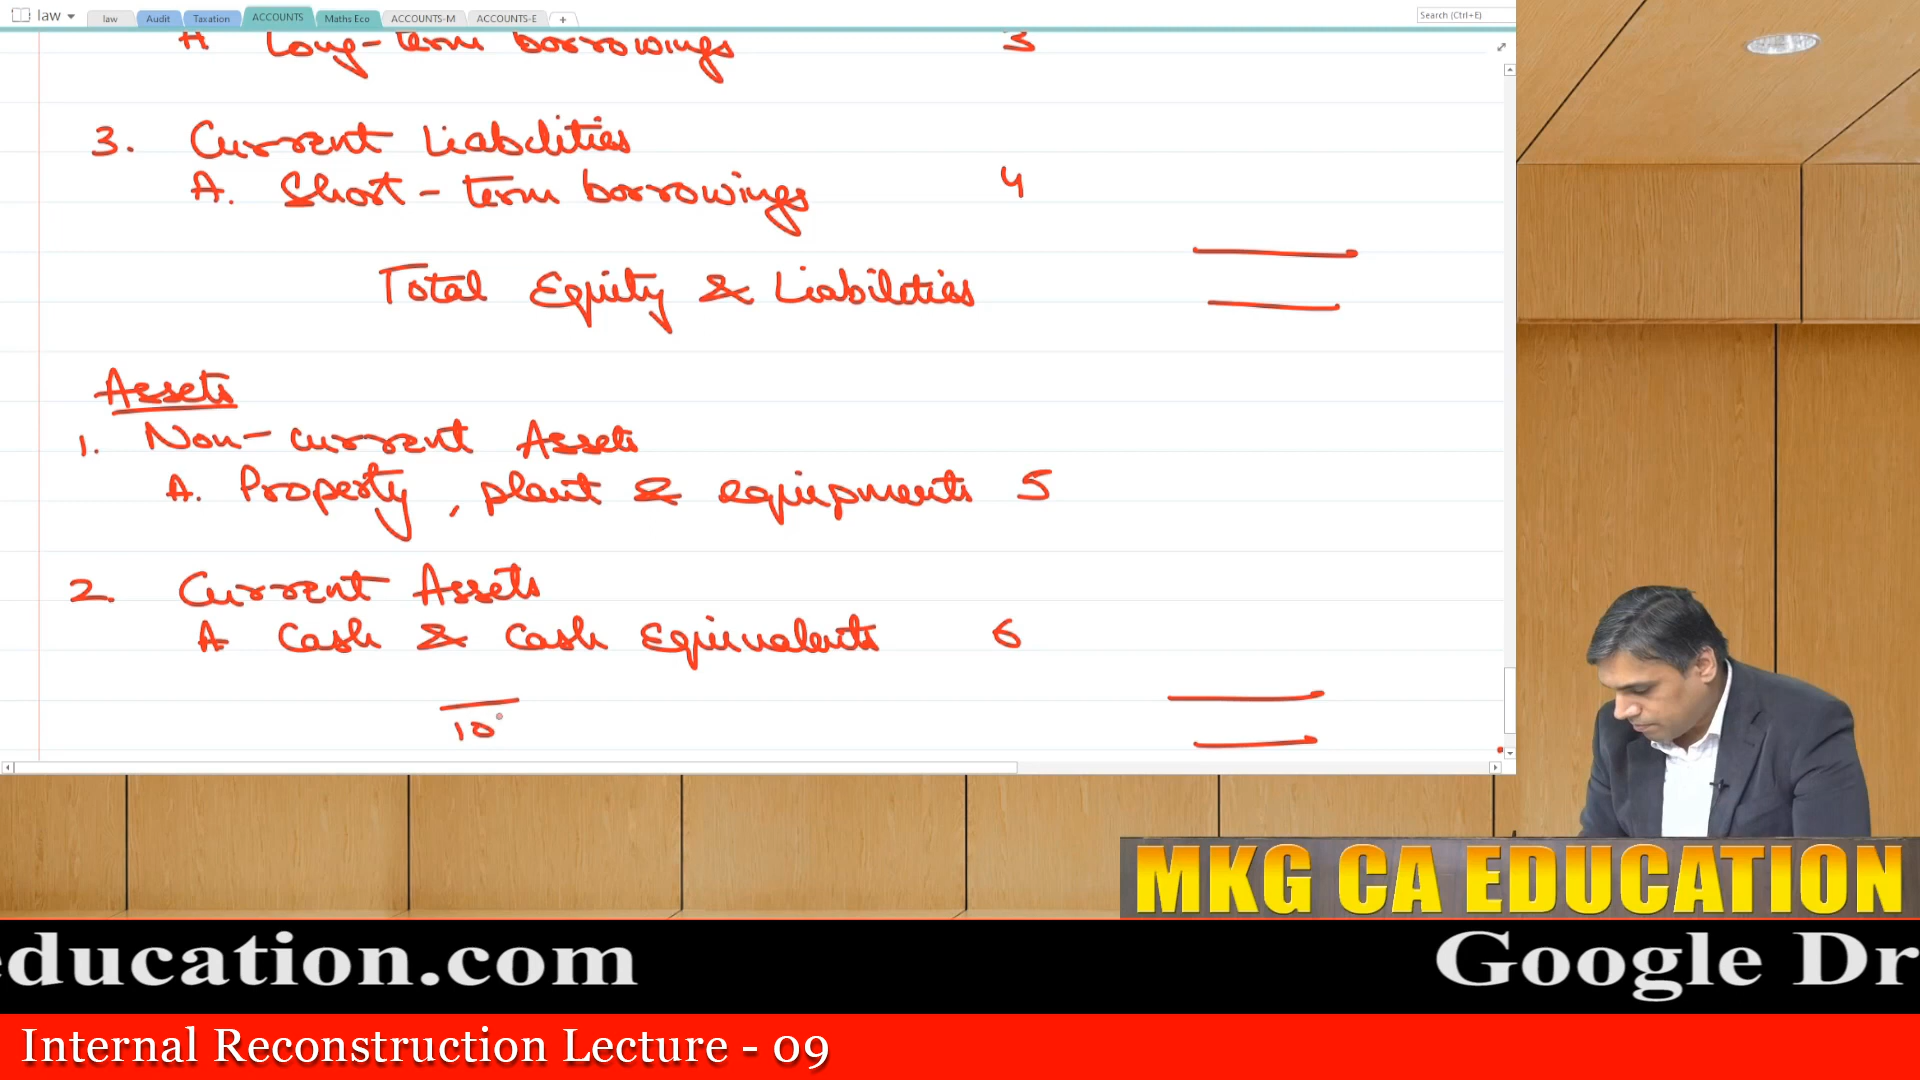 law
law Audit Taxation ACCOUNTS Maths Eco ACCOUNTS-M ACCOUNTS-E +
Search (Ctrl+E)
A Long-term borrowings 3
3. Current Liabilities
A. Short-term borrowings 4
Total Equity & Liabilities
Assets
1. Non-current Assets
A. Property, plant & equipments 5
2. Current Assets
A Cash & Cash Equivalents 6
10
MKG CA EDUCATION
education.com Google Dr
Internal Reconstruction Lecture - 09